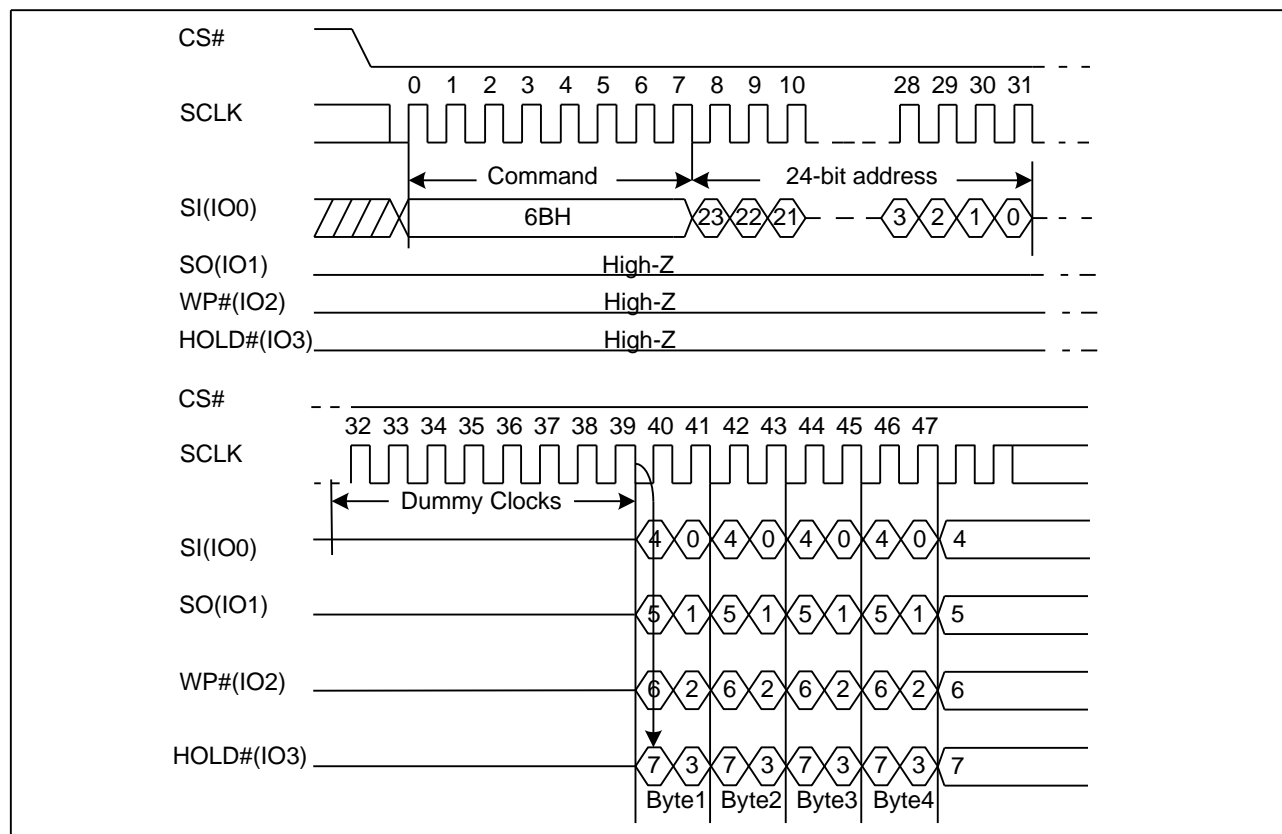 CS#
0 1 2 3 4 5 6 7 8 9 10 28 29 30 31
SCLK
Command 24-bit address
SI(IO0) 6BH 23 22 21 3 2 1 0
SO(IO1) High-Z
WP#(IO2) High-Z
HOLD#(IO3) High-Z
CS#
32 33 34 35 36 37 38 39 40 41 42 43 44 45 46 47
SCLK
Dummy Clocks
SI(IO0) 4 0 4 0 4 0 4 0 4
SO(IO1) 5 1 5 1 5 1 5 1 5
WP#(IO2) 6 2 6 2 6 2 6 2 6
HOLD#(IO3) 7 3 7 3 7 3 7 3 7
Byte1 Byte2 Byte3 Byte4